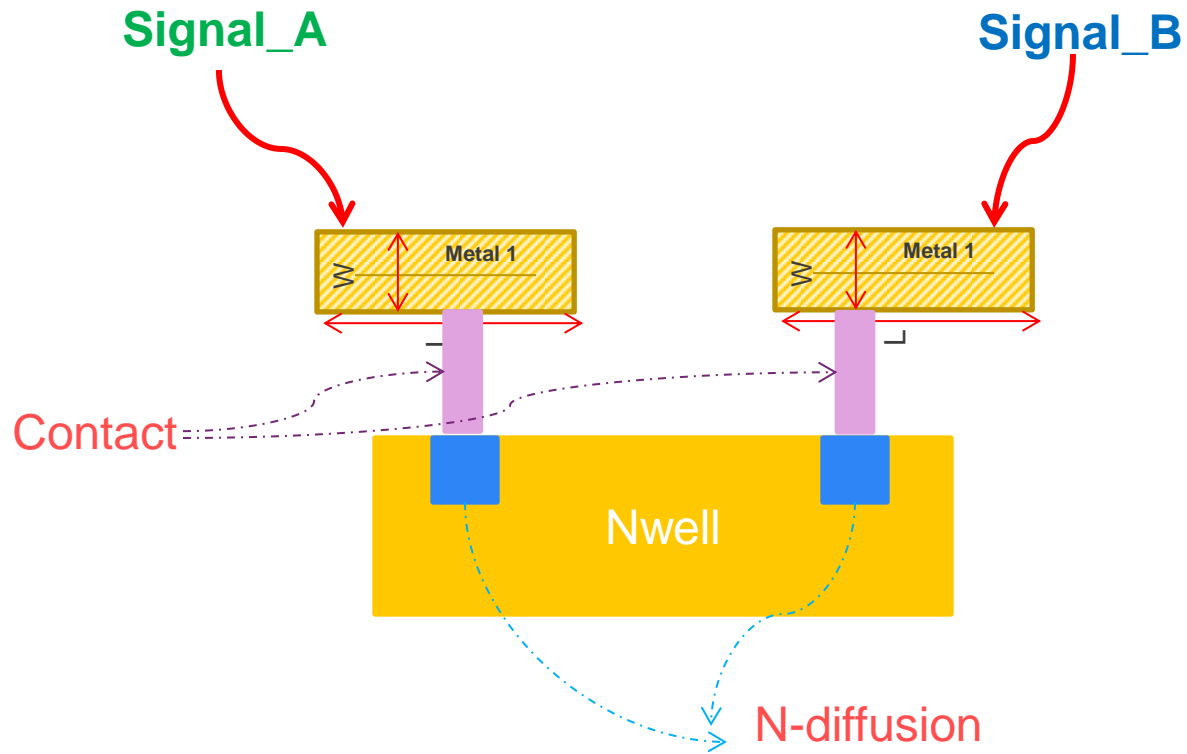 Signal_A
Signal_B
Metal 1
W
Metal 1
W
L
L
Contact
Nwell
N-diffusion